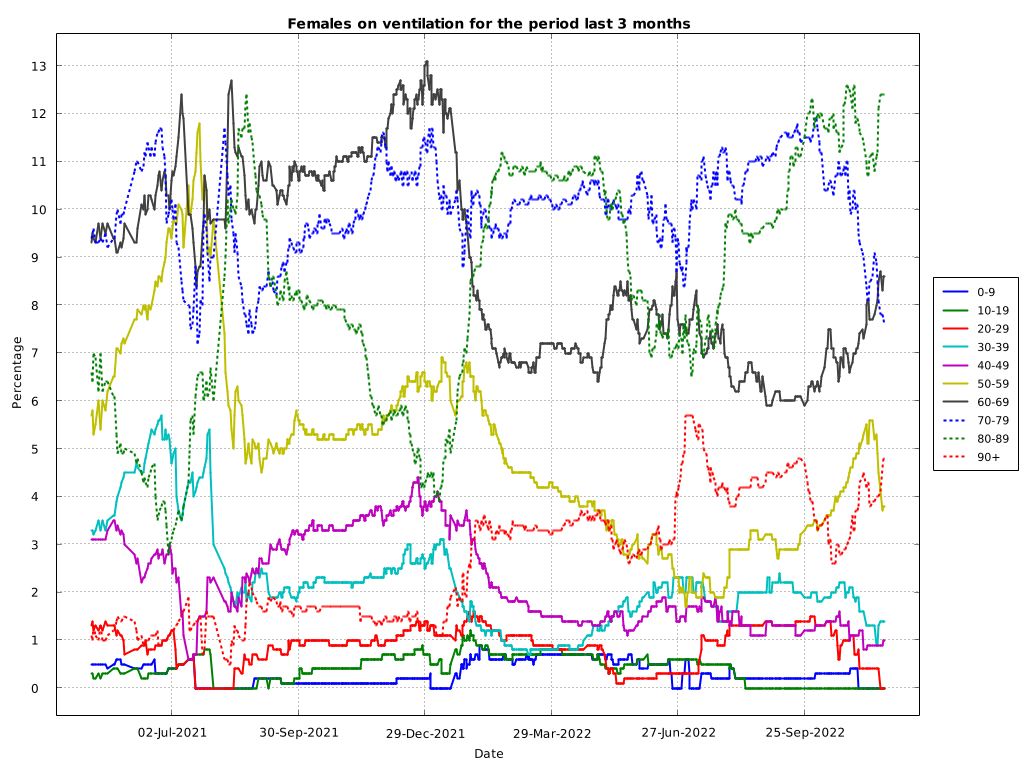 Females on ventilation for the period last 3 months
13
12
11
10
9
8
7
6
5
4
3
2
1
0
Percentage
02-Jul-2021
30-Sep-2021
29-Dec-2021
29-Mar-2022
27-Jun-2022
25-Sep-2022
Date
0-9
10-19
20-29
30-39
40-49
50-59
60-69
70-79
80-89
90+